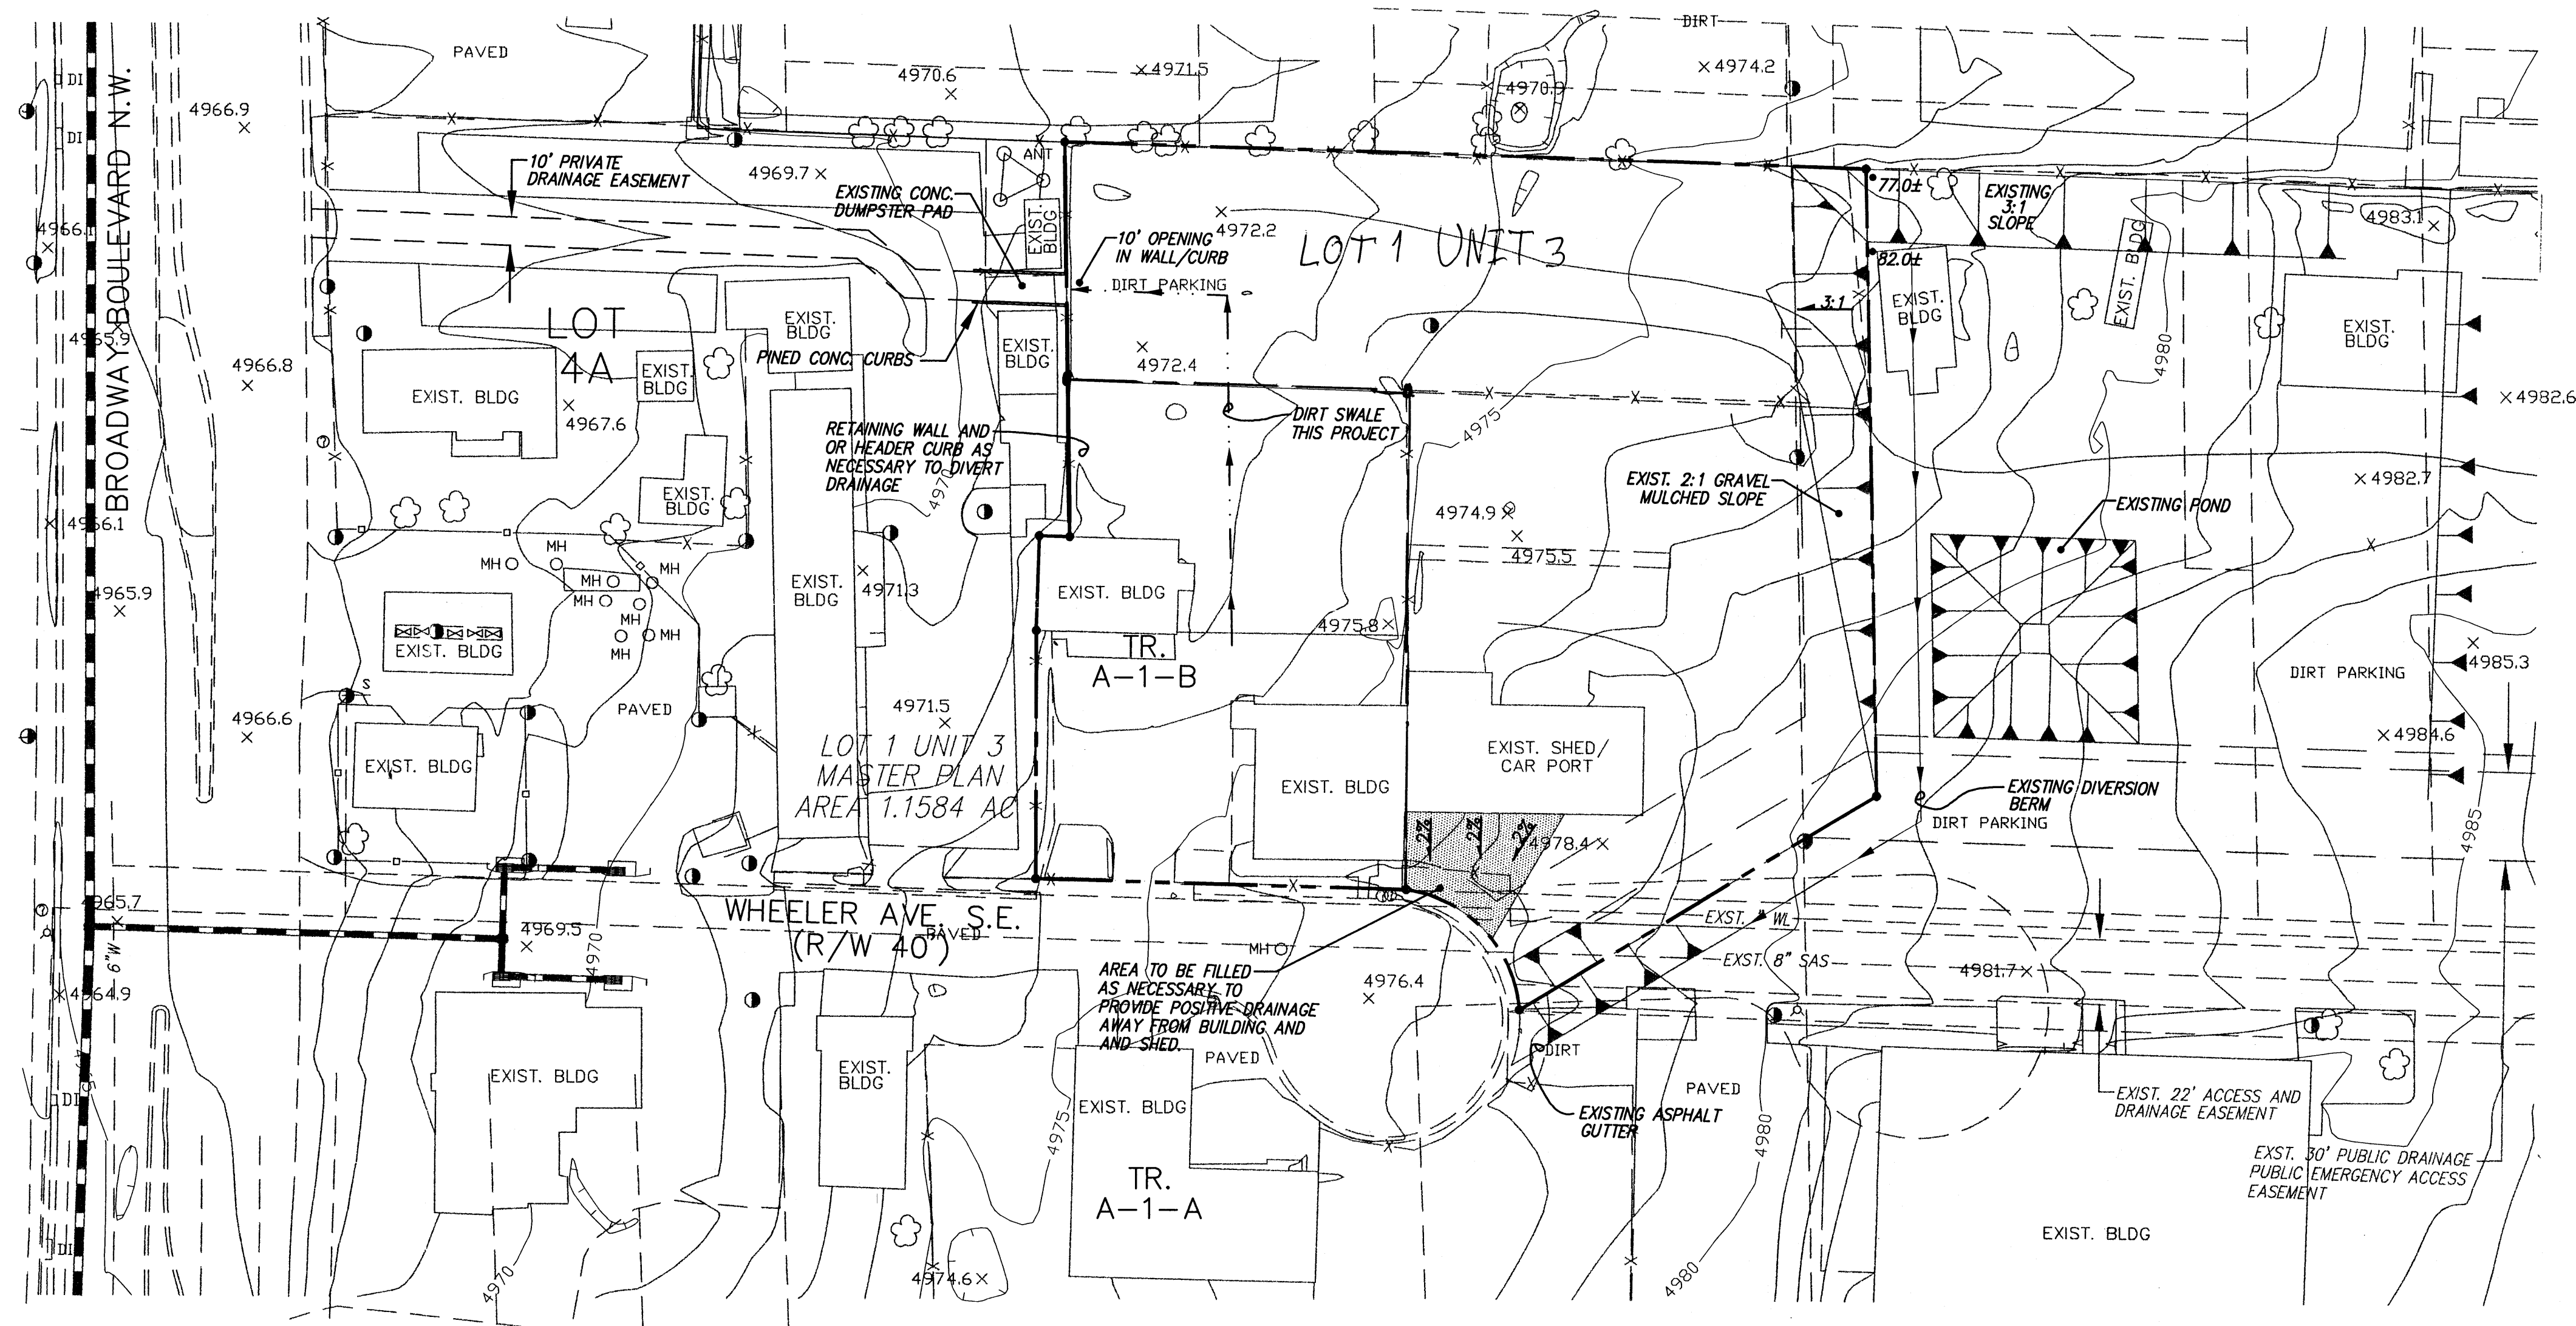 DIRT
PAVED
DI
4970.6
4971.5
4974.2
4970.9
4966.9
DI
BROADWAY BOULEVARD N.W.
10' PRIVATE
DRAINAGE EASEMENT
ANT
4969.7
EXISTING CONC.
DUMPSTER PAD
77.0±
EXISTING
3:1
SLOPE
4983.1
4966.1
EXIST.
BLDG
10' OPENING
IN WALL/CURB
4972.2
LOT 1 UNIT 3
82.0±
EXIST. BLDG
DIRT PARKING
3:1
EXIST.
BLDG
LOT
4A
EXIST.
BLDG
EXIST.
BLDG
EXIST.
BLDG
4965.9
4966.8
PINED CONC. CURBS
4972.4
4980
EXIST.
BLDG
EXIST. BLDG
4982.6
4967.6
DIRT SWALE
THIS PROJECT
4975
RETAINING WALL AND
OR HEADER CURB AS
NECESSARY TO DIVERT
DRAINAGE
4970
EXIST.
BLDG
EXIST. 2:1 GRAVEL
MULCHED SLOPE
4982.7
EXISTING POND
4966.1
4974.9
4975.5
MH
MH
MH
MH
MH
MH
MH
MH
EXIST.
BLDG
4971.3
EXIST. BLDG
4965.9
4975.8
EXIST. BLDG
TR.
A-1-B
4985.3
DIRT PARKING
S
PAVED
4966.6
4971.5
4984.6
LOT 1 UNIT 3
MASTER PLAN
AREA 1.1584 AC
EXIST. SHED/
CAR PORT
EXIST. BLDG
EXIST. BLDG
EXISTING DIVERSION
BERM
DIRT PARKING
2%
2%
2%
4978.4
4985
4965.7
WHEELER AVE. S.E.
(R/W 40')
PAVED
4969.5
4970
6"W
EXST. WL
EXST. 8" SAS
MH
4981.7
4964.9
AREA TO BE FILLED
AS NECESSARY TO
PROVIDE POSITIVE DRAINAGE
AWAY FROM BUILDING AND
AND SHED.
4976.4
DIRT
PAVED
EXIST. BLDG
EXIST.
BLDG
PAVED
DI
EXIST. BLDG
4975
EXISTING ASPHALT
GUTTER
4980
EXIST. 22' ACCESS AND
DRAINAGE EASEMENT
EXST. 30' PUBLIC DRAINAGE
PUBLIC EMERGENCY ACCESS
EASEMENT
TR.
A-1-A
EXIST. BLDG
DI
4970
4974.6
4980